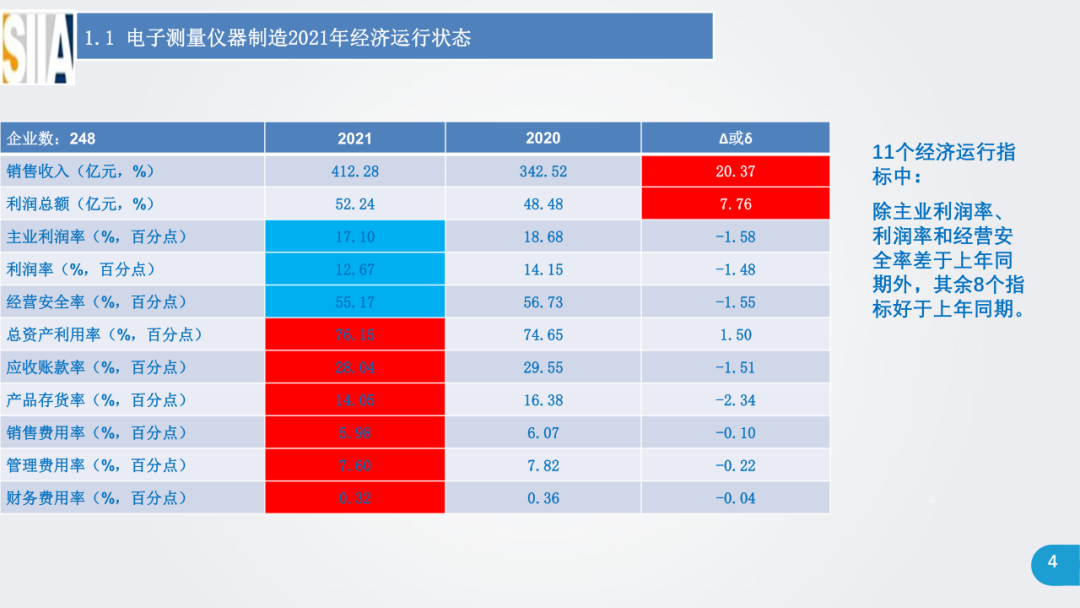 SIIA
1.1 电子测量仪器制造2021年经济运行状态
企业数：248 2021 2020 Δ或δ
销售收入（亿元，%） 412.28 342.52 20.37
利润总额（亿元，%） 52.24 48.48 7.76
主业利润率（%，百分点） 17.10 18.68 -1.58
利润率（%，百分点） 12.67 14.15 -1.48
经营安全率（%，百分点） 55.17 56.73 -1.55
总资产利用率（%，百分点） 76.15 74.65 1.50
应收账款率（%，百分点） 28.04 29.55 -1.51
产品存货率（%，百分点） 14.05 16.38 -2.34
销售费用率（%，百分点） 5.98 6.07 -0.10
管理费用率（%，百分点） 7.60 7.82 -0.22
财务费用率（%，百分点） 0.32 0.36 -0.04
11个经济运行指
标中：
除主业利润率、
利润率和经营安
全率差于上年同
期外，其余8个指
标好于上年同期。
4
4